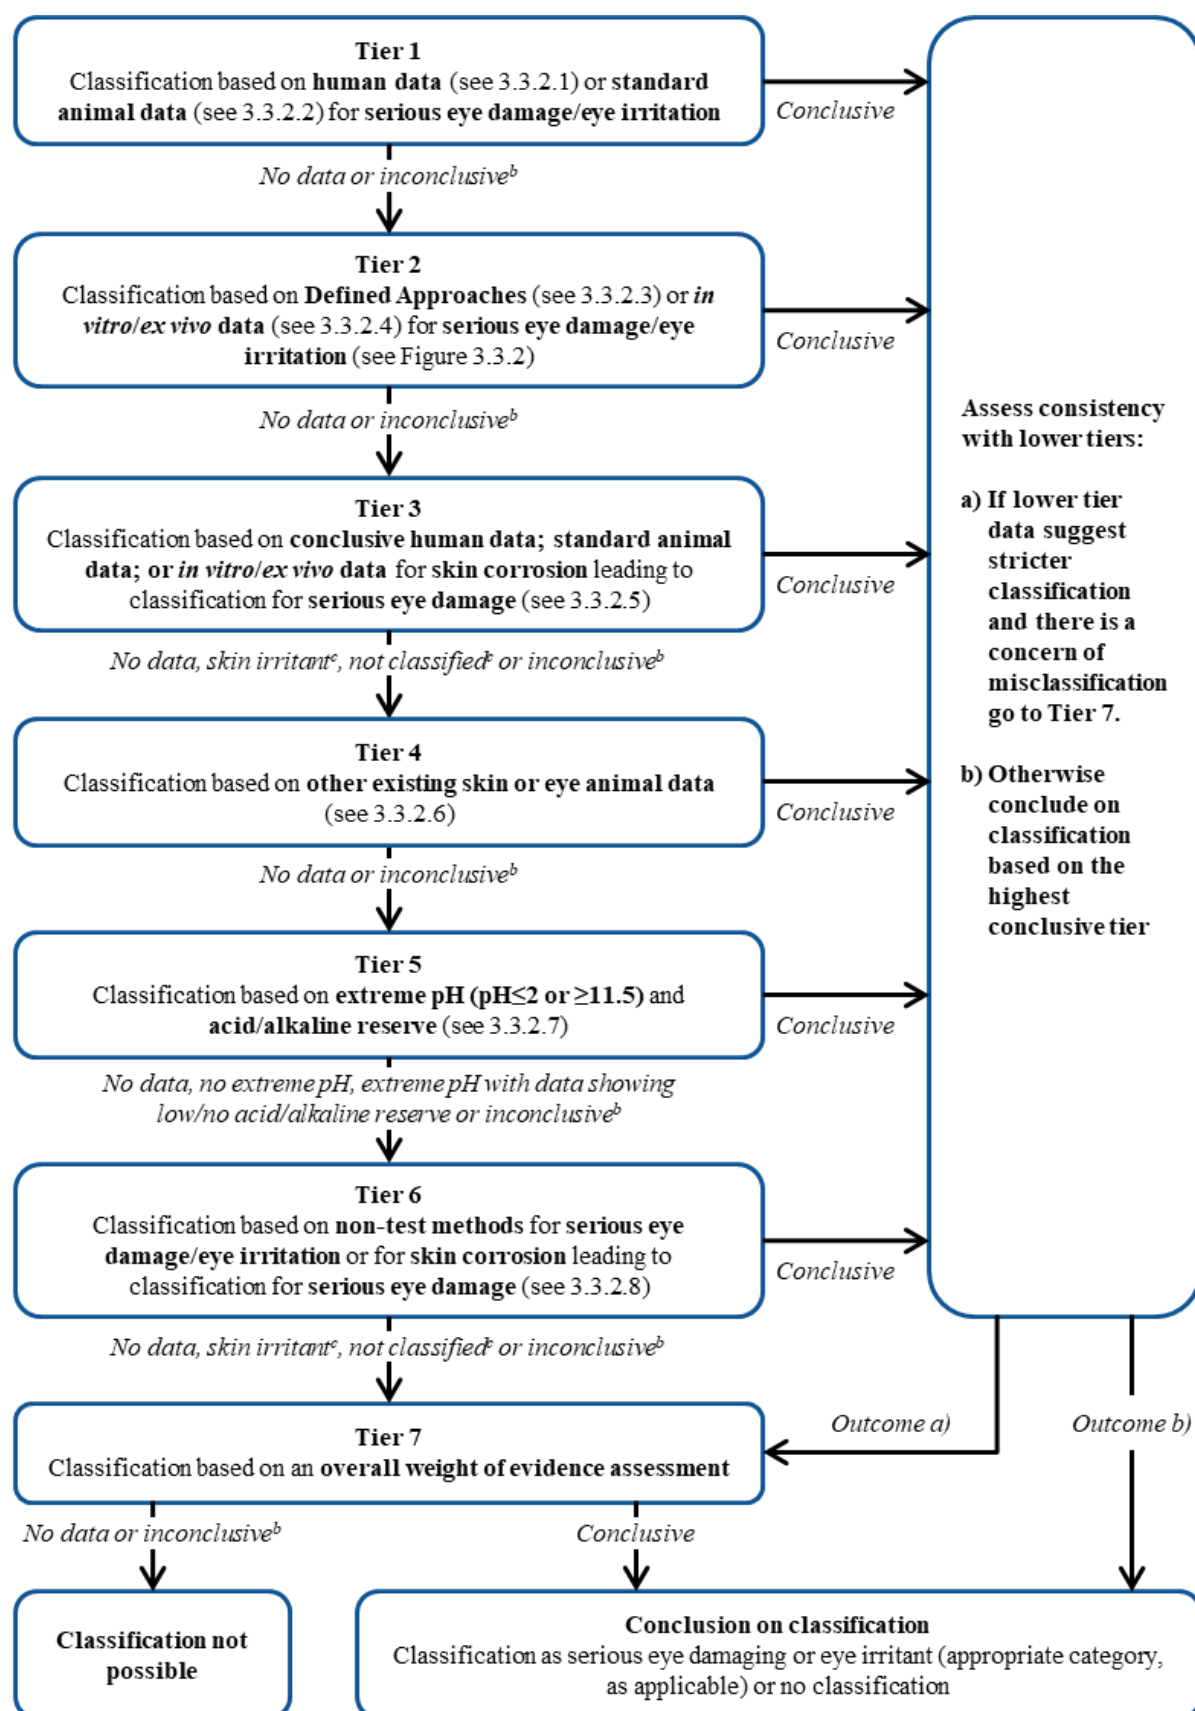 Tier 1
Classification based on human data (see 3.3.2.1) or standard
animal data (see 3.3.2.2) for serious eye damage/eye irritation
Conclusive
No data or inconclusiveᵇ
Tier 2
Classification based on Defined Approaches (see 3.3.2.3) or in
vitro/ex vivo data (see 3.3.2.4) for serious eye damage/eye
irritation (see Figure 3.3.2)
Conclusive
No data or inconclusiveᵇ
Tier 3
Classification based on conclusive human data; standard animal
data; or in vitro/ex vivo data for skin corrosion leading to
classification for serious eye damage (see 3.3.2.5)
Conclusive
No data, skin irritantᶜ, not classifiedᶜ or inconclusiveᵇ
Tier 4
Classification based on other existing skin or eye animal data
(see 3.3.2.6)
Conclusive
No data or inconclusiveᵇ
Tier 5
Classification based on extreme pH (pH≤2 or ≥11.5) and
acid/alkaline reserve (see 3.3.2.7)
Conclusive
No data, no extreme pH, extreme pH with data showing
low/no acid/alkaline reserve or inconclusiveᵇ
Tier 6
Classification based on non-test methods for serious eye
damage/eye irritation or for skin corrosion leading to
classification for serious eye damage (see 3.3.2.8)
Conclusive
No data, skin irritantᶜ, not classifiedᶜ or inconclusiveᵇ
Assess consistency
with lower tiers:
a) If lower tier
data suggest
stricter
classification
and there is a
concern of
misclassification
go to Tier 7.
b) Otherwise
conclude on
classification
based on the
highest
conclusive tier
Outcome a)
Outcome b)
Tier 7
Classification based on an overall weight of evidence assessment
No data or inconclusiveᵇ
Conclusive
Classification not
possible
Conclusion on classification
Classification as serious eye damaging or eye irritant (appropriate category,
as applicable) or no classification